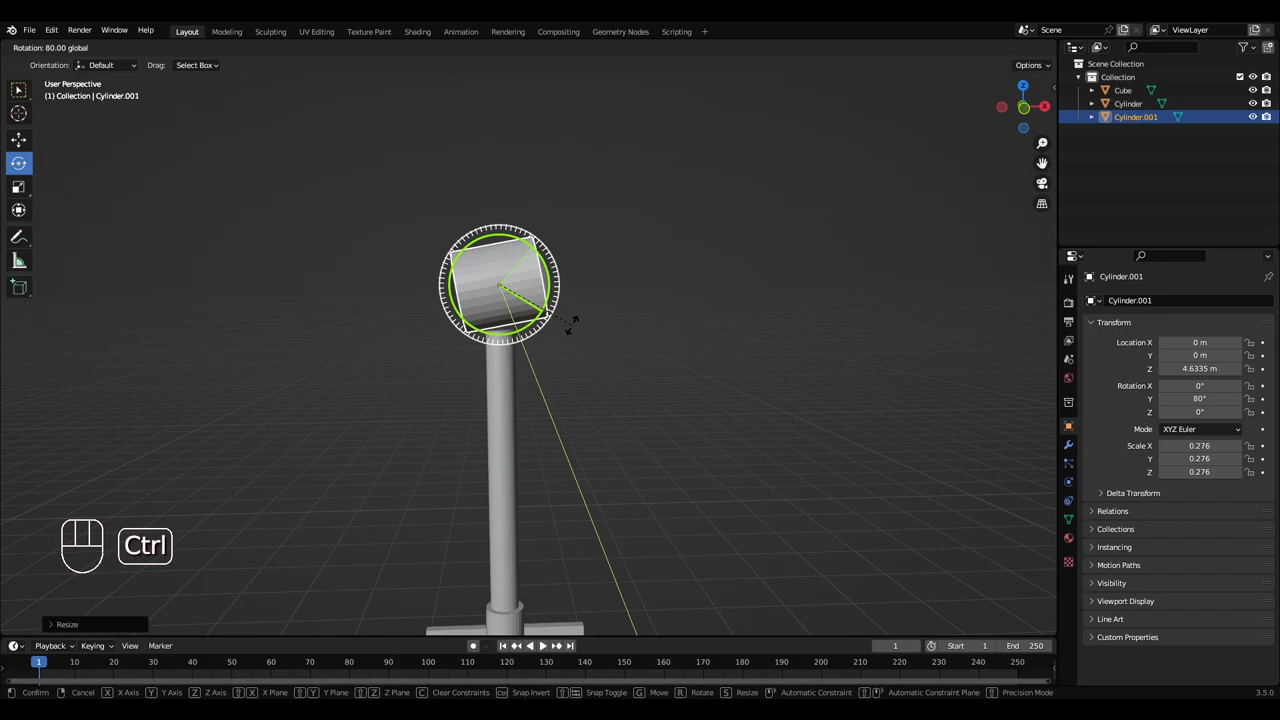 File Edit Render Window Help Layout Modeling Sculpting UV Editing Texture Paint Shading Animation Rendering Compositing Geometry Nodes Scripting + Scene ViewLayer
Rotation: 80.00 global
Orientation: Default Drag: Select Box Options
User Perspective
(1) Collection | Cylinder.001
Z
X
Scene Collection
Collection
Cube
Cylinder
Cylinder.001
Cylinder.001
Cylinder.001
Transform
Location X 0 m
Y 0 m
Z 4.6335 m
Rotation X 0°
Y 80°
Z 0°
Mode XYZ Euler
Scale X 0.276
Y 0.276
Z 0.276
Delta Transform
Relations
Collections
Instancing
Motion Paths
Visibility
Viewport Display
Line Art
Custom Properties
Ctrl
Resize
Playback Keying View Marker 1 Start 1 End 250
1 10 20 30 40 50 60 70 80 90 100 110 120 130 140 150 160 170 180 190 200 210 220 230 240 250
Confirm Cancel X X Axis Y Y Axis Z Z Axis X X Plane Y Y Plane Z Z Plane C Clear Constraints Ctrl Snap Invert Snap Toggle G Move R Rotate S Resize Automatic Constraint Automatic Constraint Plane Precision Mode 3.5.0